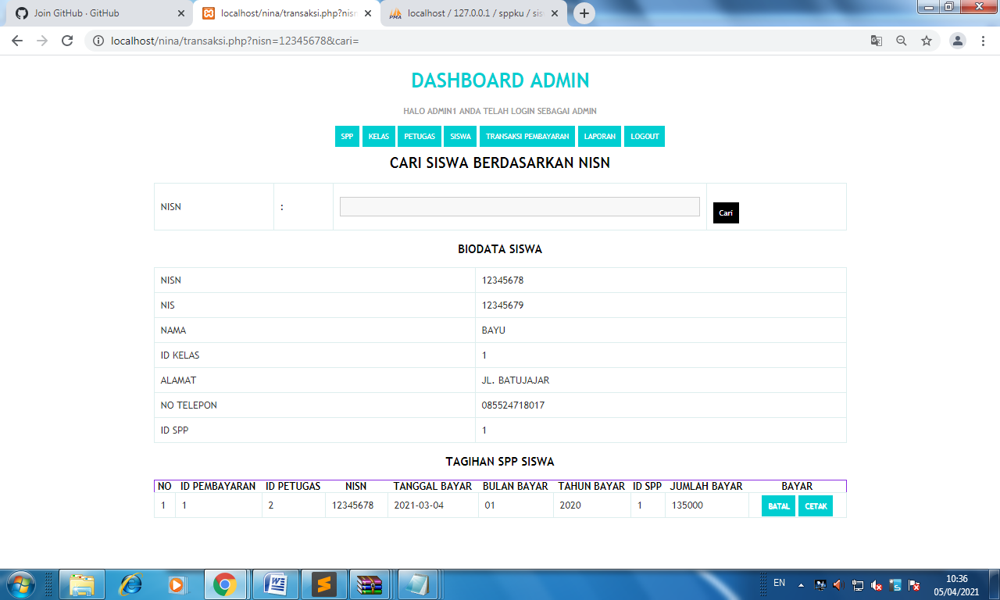 Join GitHub · GitHub
localhost/nina/transaksi.php?nisn
localhost / 127.0.0.1 / sppku / sis
localhost/nina/transaksi.php?nisn=12345678&cari=
DASHBOARD ADMIN
HALO ADMIN1 ANDA TELAH LOGIN SEBAGAI ADMIN
SPP KELAS PETUGAS SISWA TRANSAKSI PEMBAYARAN LAPORAN LOGOUT
CARI SISWA BERDASARKAN NISN
NISN : Cari
BIODATA SISWA
NISN 12345678
NIS 12345679
NAMA BAYU
ID KELAS 1
ALAMAT JL. BATUJAJAR
NO TELEPON 085524718017
ID SPP 1
TAGIHAN SPP SISWA
NO ID PEMBAYARAN ID PETUGAS NISN TANGGAL BAYAR BULAN BAYAR TAHUN BAYAR ID SPP JUMLAH BAYAR BAYAR
1 1 2 12345678 2021-03-04 01 2020 1 135000 BATAL CETAK
EN
10:36
05/04/2021